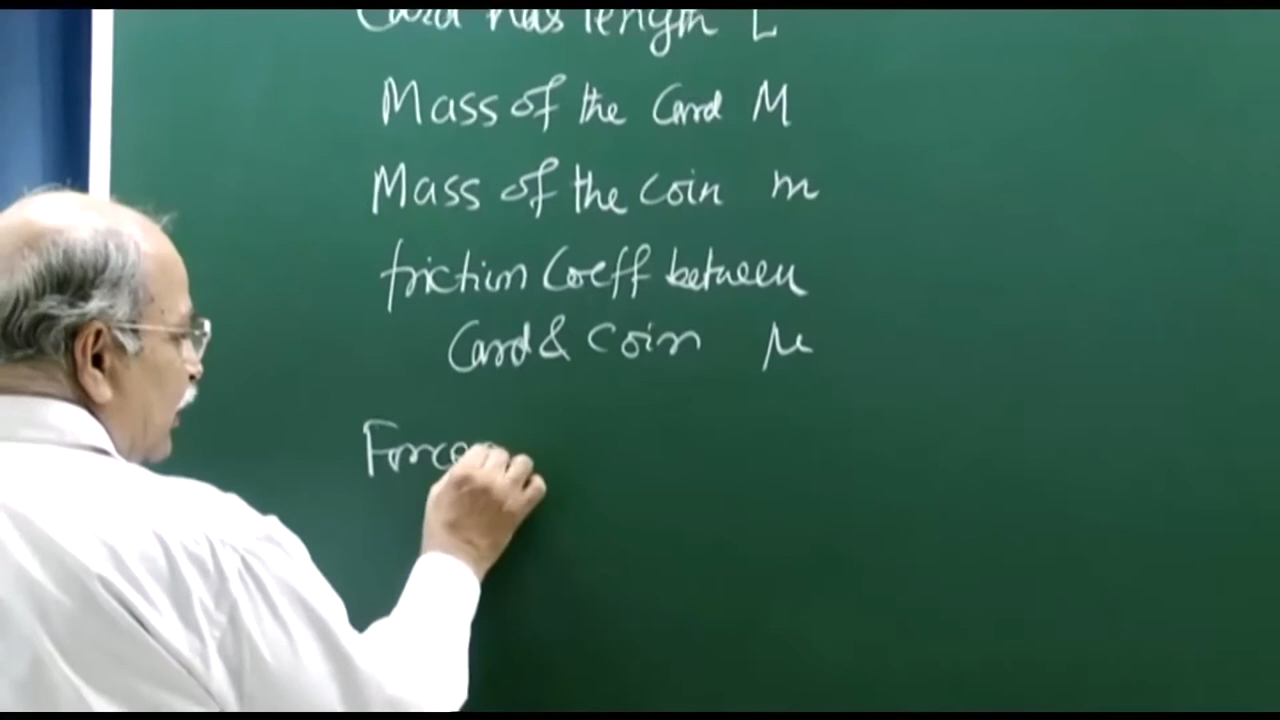 Card has length L
Mass of the Card M
Mass of the coin m
friction Coeff between
Card & Coin μ
Force